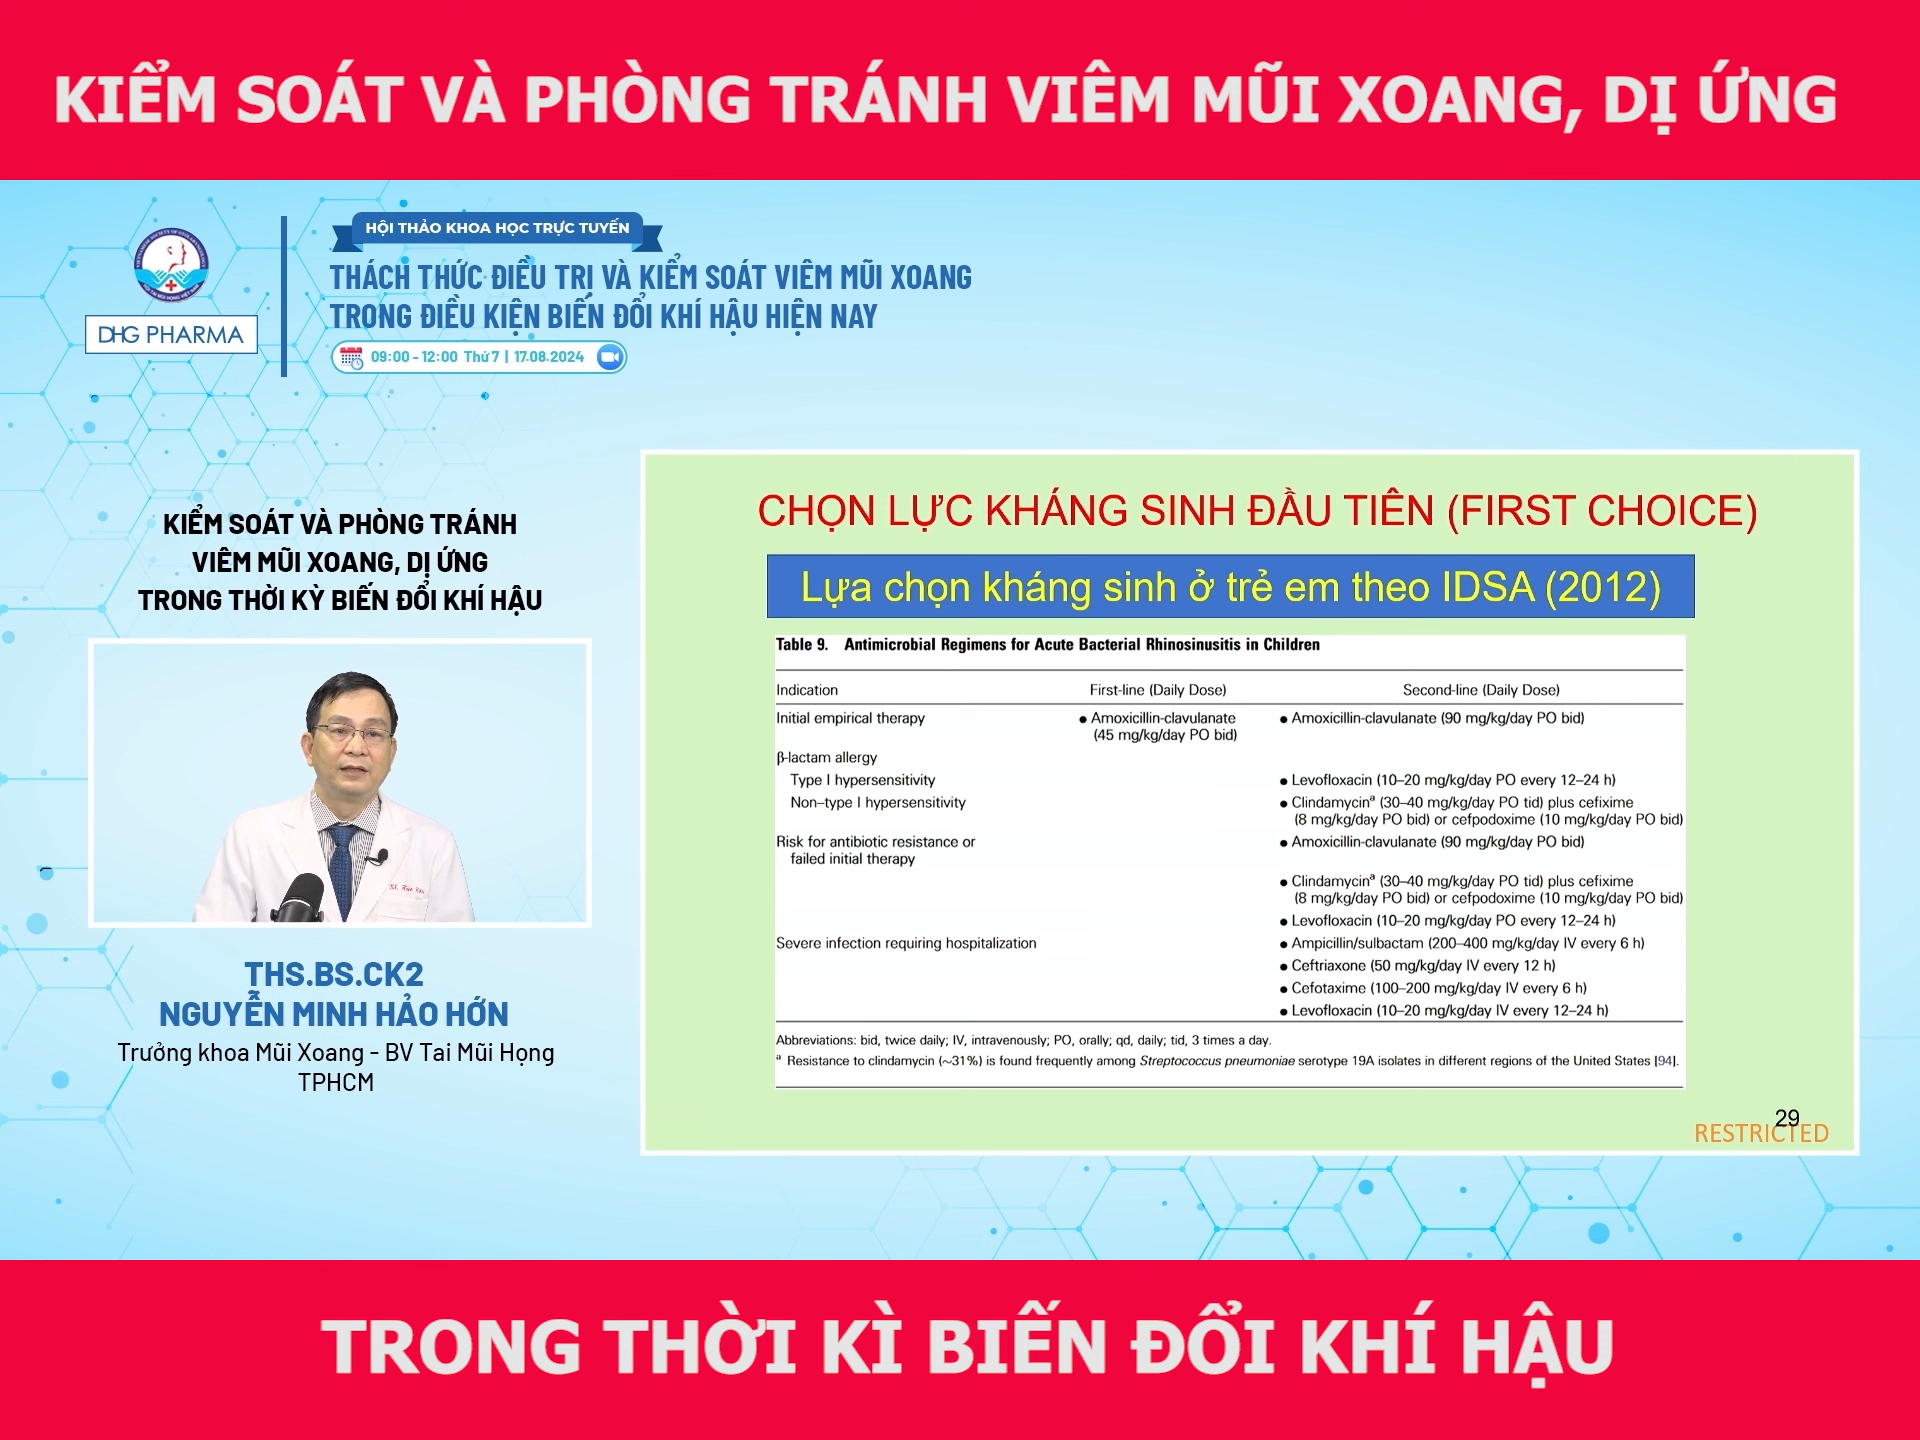 KIỂM SOÁT VÀ PHÒNG TRÁNH VIÊM MŨI XOANG, DỊ ỨNG
HỘI THẢO KHOA HỌC TRỰC TUYẾN
THÁCH THỨC ĐIỀU TRỊ VÀ KIỂM SOÁT VIÊM MŨI XOANG
TRONG ĐIỀU KIỆN BIẾN ĐỔI KHÍ HẬU HIỆN NAY
DHG PHARMA
09:00 - 12:00 Thứ 7 | 17.08.2024
KIỂM SOÁT VÀ PHÒNG TRÁNH
VIÊM MŨI XOANG, DỊ ỨNG
TRONG THỜI KỲ BIẾN ĐỔI KHÍ HẬU
THS.BS.CK2
NGUYỄN MINH HẢO HỚN
Trưởng khoa Mũi Xoang - BV Tai Mũi Họng
TPHCM
CHỌN LỰC KHÁNG SINH ĐẦU TIÊN (FIRST CHOICE)
Lựa chọn kháng sinh ở trẻ em theo IDSA (2012)
Table 9. Antimicrobial Regimens for Acute Bacterial Rhinosinusitis in Children
Indication First-line (Daily Dose) Second-line (Daily Dose)
Initial empirical therapy • Amoxicillin-clavulanate • Amoxicillin-clavulanate (90 mg/kg/day PO bid)
(45 mg/kg/day PO bid)
β-lactam allergy
Type I hypersensitivity • Levofloxacin (10–20 mg/kg/day PO every 12–24 h)
Non–type I hypersensitivity • Clindamycinª (30–40 mg/kg/day PO tid) plus cefixime
(8 mg/kg/day PO bid) or cefpodoxime (10 mg/kg/day PO bid)
Risk for antibiotic resistance or • Amoxicillin-clavulanate (90 mg/kg/day PO bid)
failed initial therapy
• Clindamycinª (30–40 mg/kg/day PO tid) plus cefixime
(8 mg/kg/day PO bid) or cefpodoxime (10 mg/kg/day PO bid)
• Levofloxacin (10–20 mg/kg/day PO every 12–24 h)
Severe infection requiring hospitalization • Ampicillin/sulbactam (200–400 mg/kg/day IV every 6 h)
• Ceftriaxone (50 mg/kg/day IV every 12 h)
• Cefotaxime (100–200 mg/kg/day IV every 6 h)
• Levofloxacin (10–20 mg/kg/day IV every 12–24 h)
Abbreviations: bid, twice daily; IV, intravenously; PO, orally; qd, daily; tid, 3 times a day.
ª Resistance to clindamycin (~31%) is found frequently among Streptococcus pneumoniae serotype 19A isolates in different regions of the United States [94].
29
RESTRICTED
TRONG THỜI KÌ BIẾN ĐỔI KHÍ HẬU